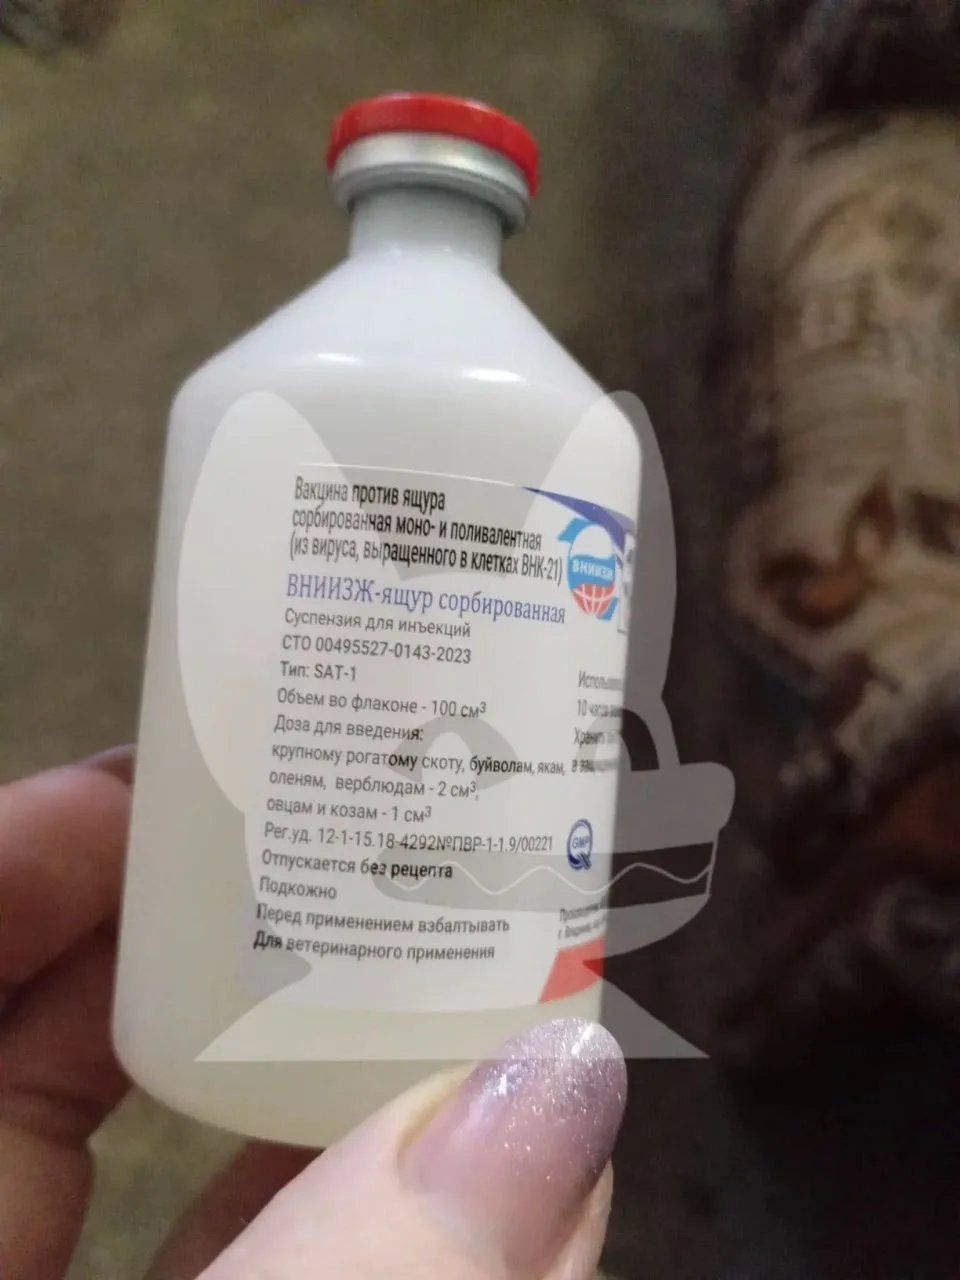 Вакцина против ящура
сорбированная моно- и поливалентная
(из вируса, выращенного в клетках ВНК-21)
ВНИИЗЖ-ящур сорбированная
Суспензия для инъекций
СТО 00495527-0143-2023
Тип: SAT-1
Объем во флаконе - 100 см³
Доза для введения:
крупному рогатому скоту, буйволам, якам,
оленям, верблюдам - 2 см³,
овцам и козам - 1 см³
Рег.уд. 12-1-15.18-4292№ПВР-1-1.9/00221
Отпускается без рецепта
Подкожно
Перед применением взбалтывать
Для ветеринарного применения
ВНИИЗЖ
10
GMP